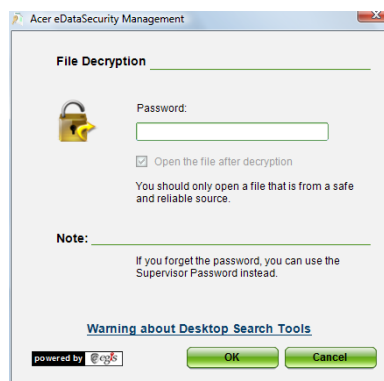 Acer eDataSecurity Management
File Decryption
Password:
Open the file after decryption
You should only open a file that is from a safe
and reliable source.
Note:
If you forget the password, you can use the
Supervisor Password instead.
Warning about Desktop Search Tools
powered by egis
OK
Cancel